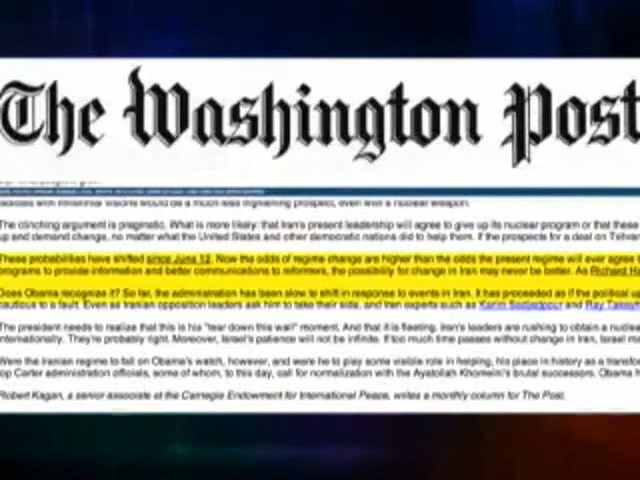 The Washington Post
would be a much less frightening prospect, even with a nuclear weapon.
The clinching argument is pragmatic. What is more likely: that Iran's present leadership will agree to give up its nuclear program or that these
up and demand change, no matter what the United States and other democratic nations did to help them. If the prospects for a deal on Tehran
These probabilities have shifted since June 12. Now the odds of regime change are higher than the odds the present regime will ever agree
programs to provide information and better communications to reformers, the possibility for change in Iran may never be better. As Richard
Does Obama recognize it? So far, the administration has been slow to shift in response to events in Iran. It has proceeded as if the political
cautious to a fault. Even as Iranian opposition leaders ask him to take their side, and Iran experts such as Karim Sadjadpour and Ray
The president needs to realize that this is his "tear down this wall" moment. And that it is fleeting. Iran's leaders are rushing to obtain a
internationally. They're probably right. Moreover, Israel's patience will not be infinite. If too much time passes without change in Iran, Israel
Were the Iranian regime to fall on Obama's watch, however, and were he to play some visible role in helping, his place in history as a
op Carter administration officials, some of whom, to this day, call for normalization with the Ayatollah Khomeini's brutal successors. Obama
Robert Kagan, a senior associate at the Carnegie Endowment for International Peace, writes a monthly column for The Post.